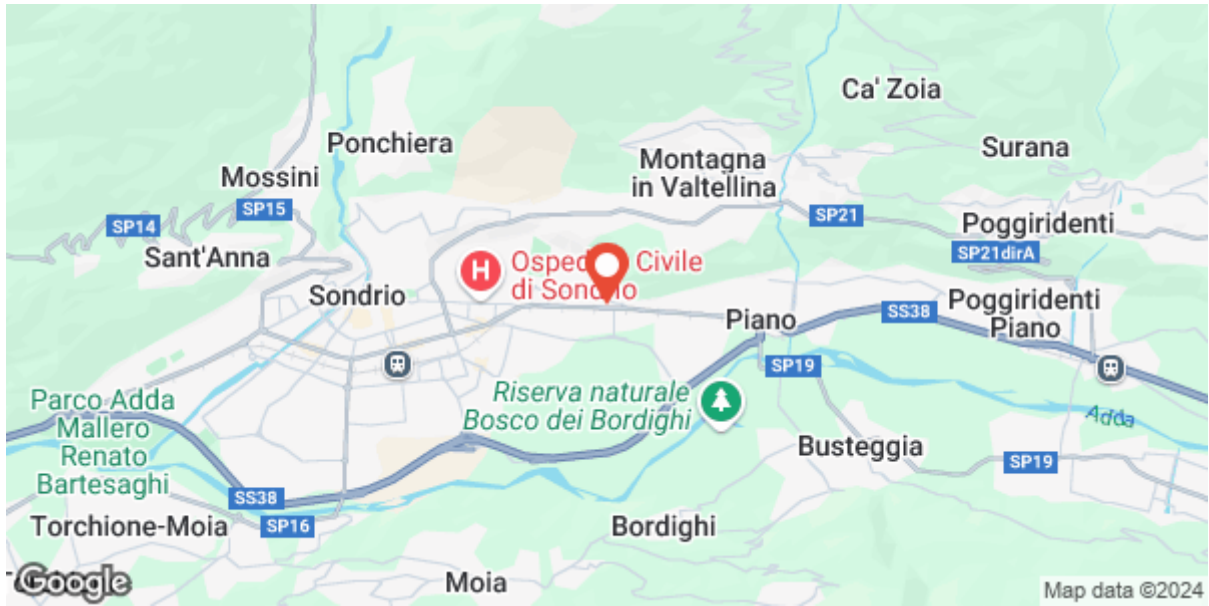 Ca' Zoia
Ponchiera
Surana
Montagna
in Valtellina
Mossini
SP15
SP21
SP14
Poggiridenti
SP21dirA
Sant'Anna
Ospedale Civile
di Sondrio
H
Sondrio
Poggiridenti
Piano
SS38
Piano
SP19
Riserva naturale
Bosco dei Bordighi
Parco Adda
Mallero
Renato
Bartesaghi
Adda
Busteggia
SP19
SS38
SP16
Torchione-Moia
Bordighi
Moia
Google
Map data ©2024